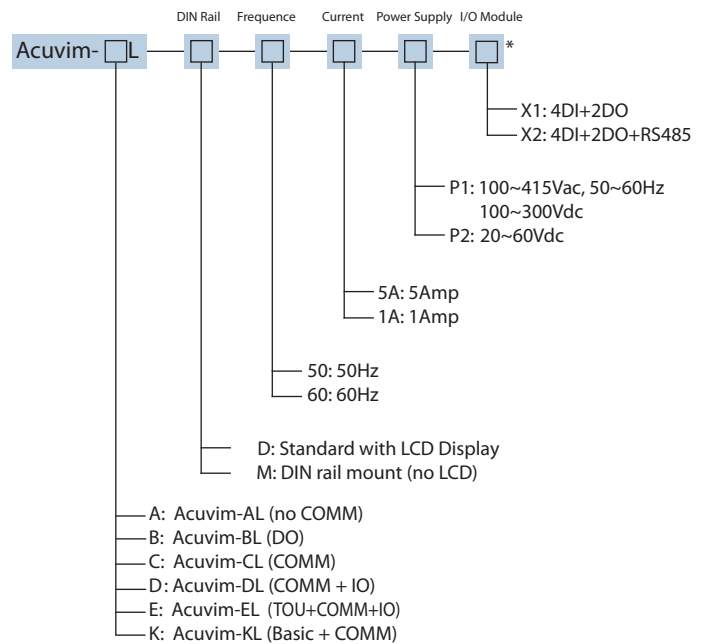 DIN Rail Frequence Current Power Supply I/O Module
Acuvim- L *
X1: 4DI+2DO
X2: 4DI+2DO+RS485
P1: 100~415Vac, 50~60Hz
100~300Vdc
P2: 20~60Vdc
5A: 5Amp
1A: 1Amp
50: 50Hz
60: 60Hz
D: Standard with LCD Display
M: DIN rail mount (no LCD)
A: Acuvim-AL (no COMM)
B: Acuvim-BL (DO)
C: Acuvim-CL (COMM)
D: Acuvim-DL (COMM + IO)
E: Acuvim-EL (TOU+COMM+IO)
K: Acuvim-KL (Basic + COMM)